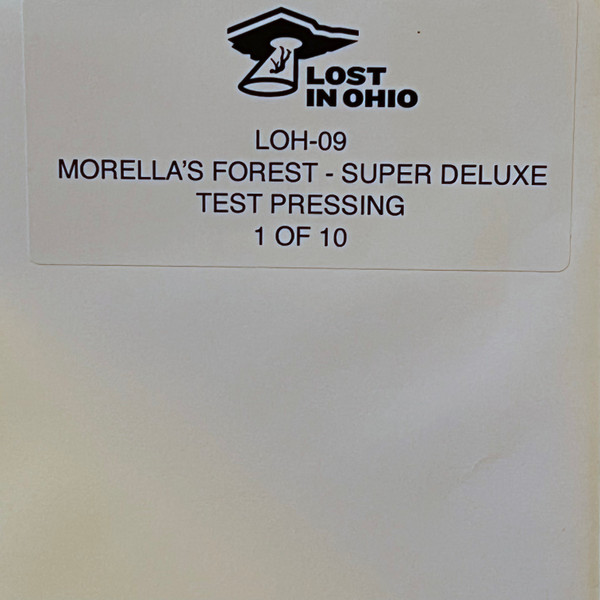 LOST
IN OHIO
LOH-09
MORELLA'S FOREST - SUPER DELUXE
TEST PRESSING
1 OF 10